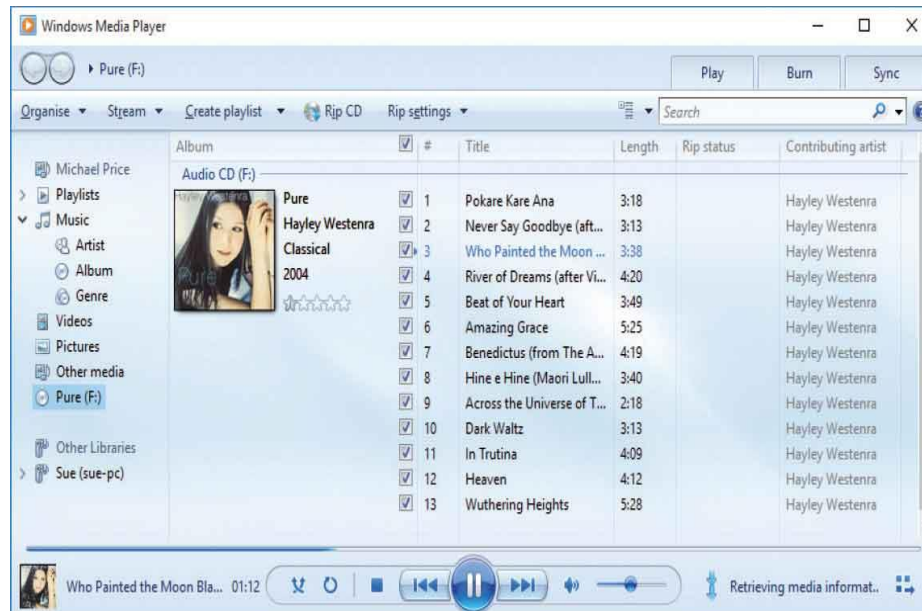 Windows Media Player
Pure (F:)
Play Burn Sync
Organise Stream Create playlist Rip CD Rip settings Search
Album # Title Length Rip status Contributing artist
Michael Price
Playlists
Music
Artist
Album
Genre
Videos
Pictures
Other media
Pure (F:)
Other Libraries
Sue (sue-pc)
Audio CD (F:)
Hayley Westenra
Pure
Pure
Hayley Westenra
Classical
2004
1 Pokare Kare Ana 3:18 Hayley Westenra
2 Never Say Goodbye (aft... 3:13 Hayley Westenra
3 Who Painted the Moon ... 3:38 Hayley Westenra
4 River of Dreams (after Vi... 4:20 Hayley Westenra
5 Beat of Your Heart 3:49 Hayley Westenra
6 Amazing Grace 5:25 Hayley Westenra
7 Benedictus (from The A... 4:19 Hayley Westenra
8 Hine e Hine (Maori Lull... 3:40 Hayley Westenra
9 Across the Universe of T... 2:18 Hayley Westenra
10 Dark Waltz 3:13 Hayley Westenra
11 In Trutina 4:09 Hayley Westenra
12 Heaven 4:12 Hayley Westenra
13 Wuthering Heights 5:28 Hayley Westenra
Who Painted the Moon Bla... 01:12 Retrieving media informat..